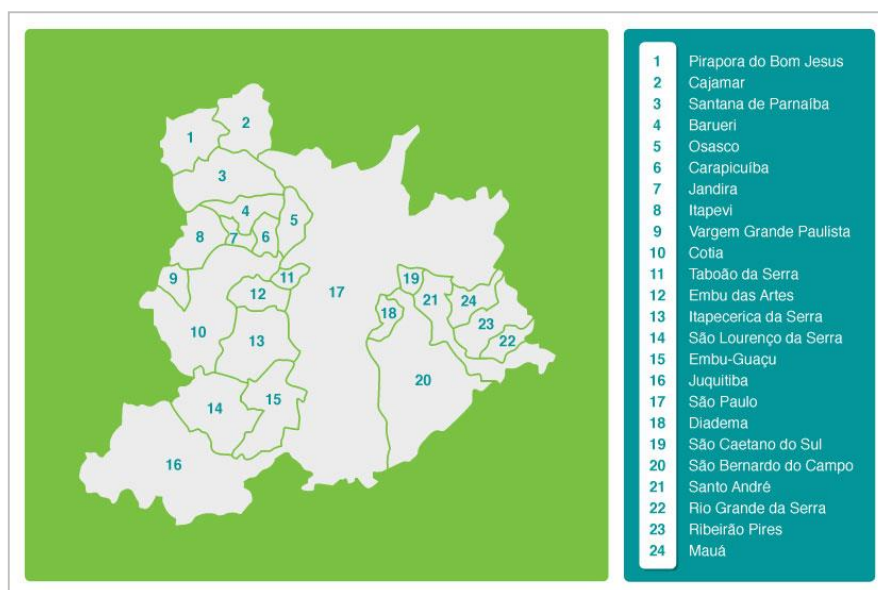 1 Pirapora do Bom Jesus
2 Cajamar
3 Santana de Parnaíba
4 Barueri
5 Osasco
6 Carapicuíba
7 Jandira
8 Itapevi
9 Vargem Grande Paulista
10 Cotia
11 Taboão da Serra
12 Embu das Artes
13 Itapecerica da Serra
14 São Lourenço da Serra
15 Embu-Guaçu
16 Juquitiba
17 São Paulo
18 Diadema
19 São Caetano do Sul
20 São Bernardo do Campo
21 Santo André
22 Rio Grande da Serra
23 Ribeirão Pires
24 Mauá
2
1
3
4
5
8
7
6
9
11
19
12
17
21
24
18
23
10
13
22
20
15
14
16